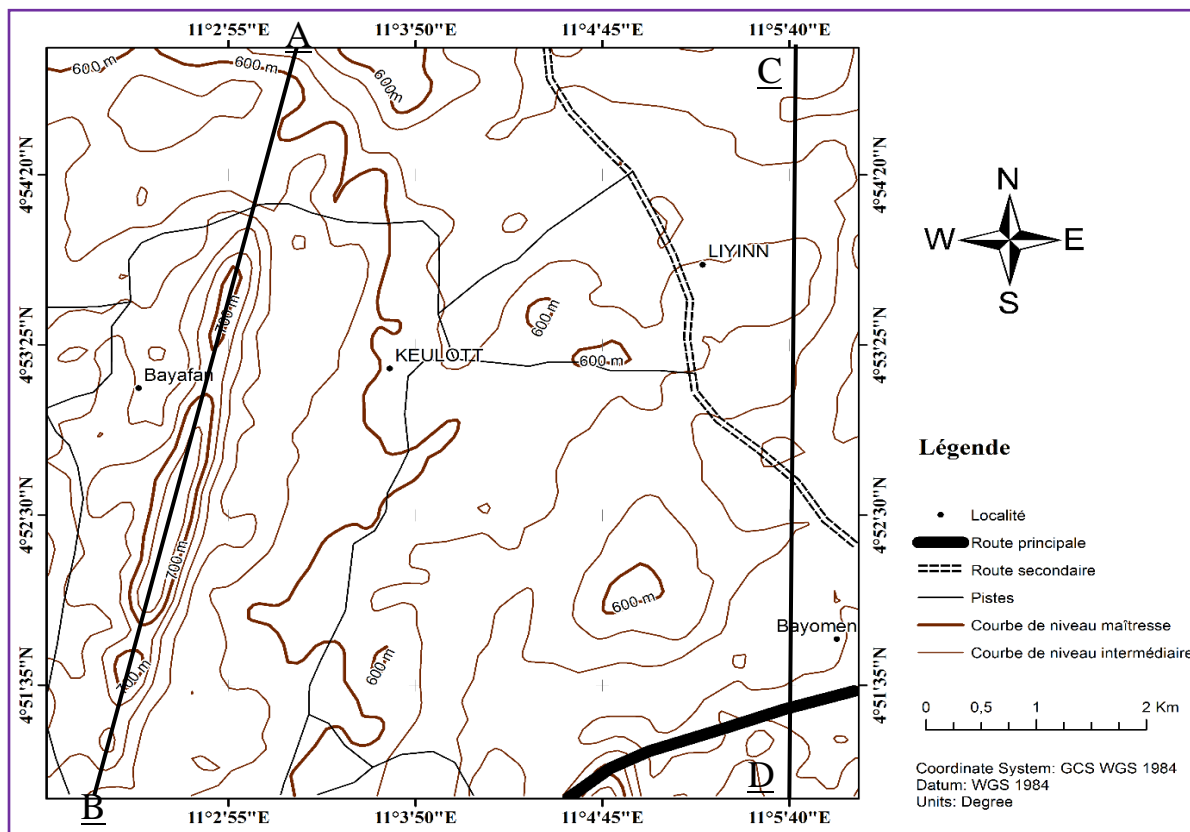 11°2'55"E 11°3'50"E 11°4'45"E 11°5'40"E
A
C
600 m
600 m
600 m
4°54'20"N
4°54'20"N
N
W E
S
LIYINN
700 m
600 m
4°53'25"N
4°53'25"N
KEULOTT
600 m
Bayafan
Légende
4°52'30"N
4°52'30"N
Localité
Route principale
700 m
Route secondaire
600 m
Pistes
Bayomen
Courbe de niveau maîtresse
600 m
Courbe de niveau intermédiaire
700 m
4°51'35"N
4°51'35"N
0 0,5 1 2 Km
D
Coordinate System: GCS WGS 1984
Datum: WGS 1984
Units: Degree
B
11°2'55"E 11°3'50"E 11°4'45"E 11°5'40"E